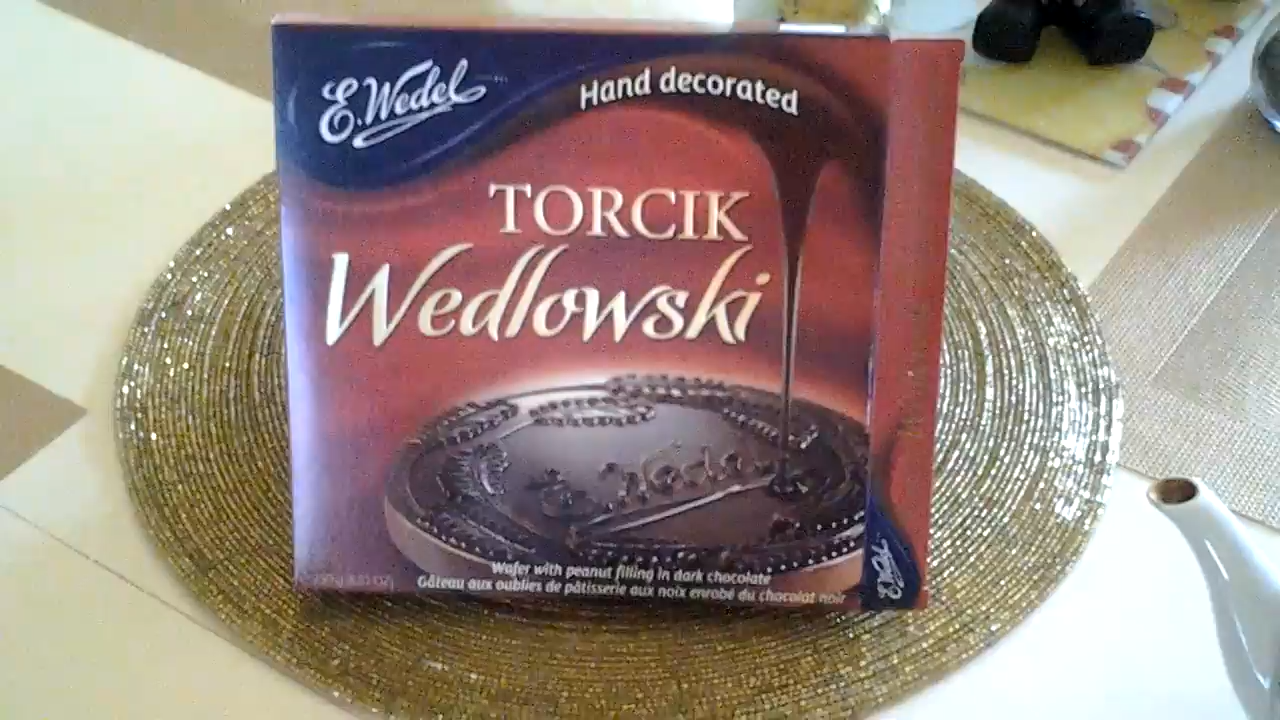 E.Wedel
Hand decorated
TORCIK
Wedlowski
E.Wedel
Wafer with peanut filling in dark chocolate
Gâteau aux oublies de pâtisserie aux noix enrobé du chocolat noir
E.Wedel